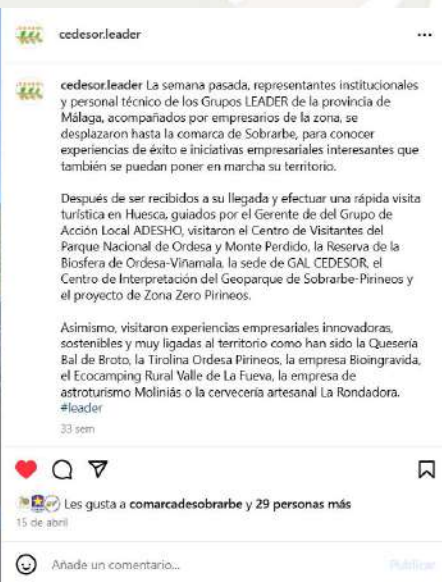 cedesor.leader
cedesor.leader La semana pasada, representantes institucionales
y personal técnico de los Grupos LEADER de la provincia de
Málaga, acompañados por empresarios de la zona, se
desplazaron hasta la comarca de Sobrarbe, para conocer
experiencias de éxito e iniciativas empresariales interesantes que
también se puedan poner en marcha su territorio.
Después de ser recibidos a su llegada y efectuar una rápida visita
turística en Huesca, guiados por el Gerente de del Grupo de
Acción Local ADESHO, visitaron el Centro de Visitantes del
Parque Nacional de Ordesa y Monte Perdido, la Reserva de la
Biosfera de Ordesa-Viñamala, la sede de GAL CEDESOR, el
Centro de Interpretación del Geoparque de Sobrarbe-Pirineos y
el proyecto de Zona Zero Pirineos.
Asimismo, visitaron experiencias empresariales innovadoras,
sostenibles y muy ligadas al territorio como han sido la Quesería
Bal de Broto, la Tirolina Ordesa Pirineos, la empresa Bioingravida,
el Ecocamping Rural Valle de La Fueva, la empresa de
astroturismo Moliniás o la cervecería artesanal La Rondadora.
#leader
33 sem
Les gusta a comarcadesobrarbe y 29 personas más
15 de abril
Añade un comentario...
Publicar